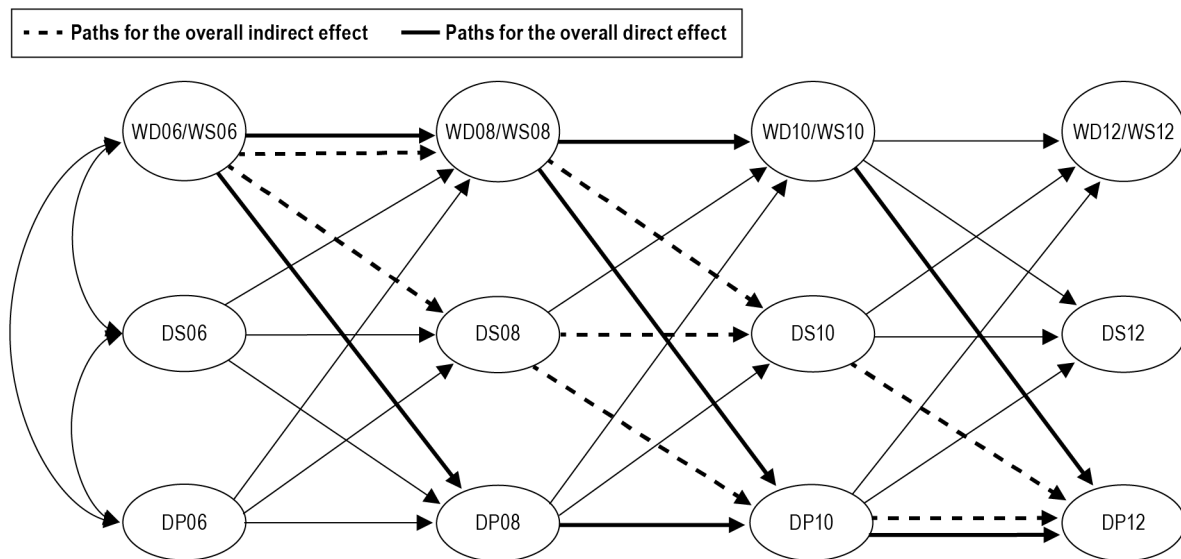 Paths for the overall indirect effect Paths for the overall direct effect
WD06/WS06 WD08/WS08 WD10/WS10 WD12/WS12
DS06 DS08 DS10 DS12
DP06 DP08 DP10 DP12